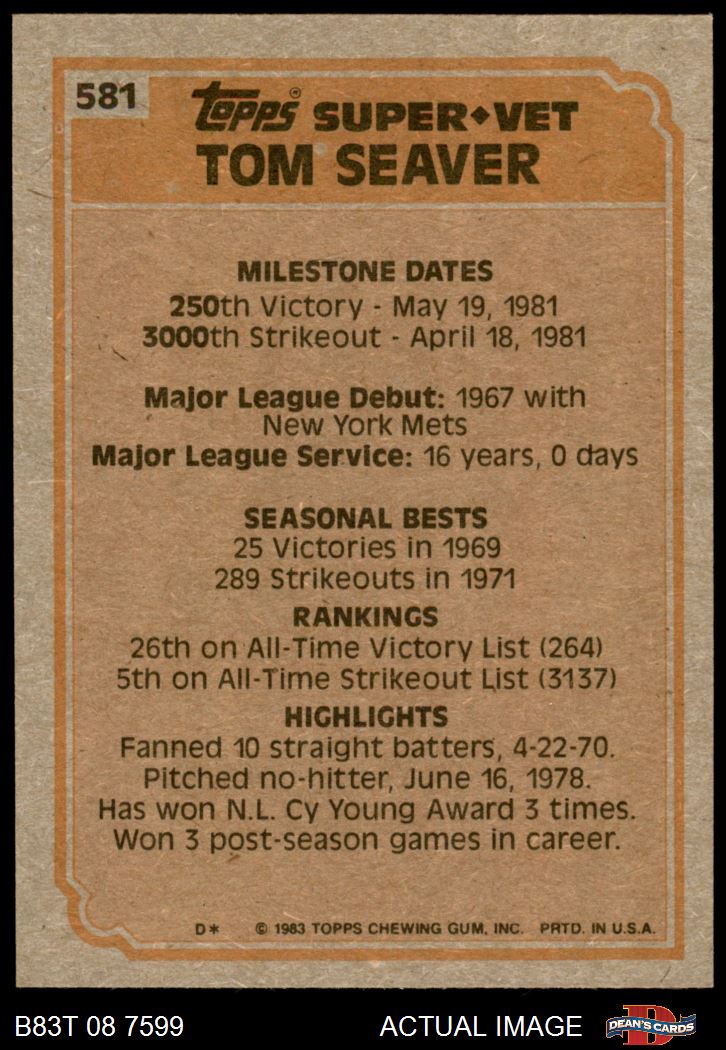 581
Topps® SUPER◆VET
TOM SEAVER
MILESTONE DATES
250th Victory - May 19, 1981
3000th Strikeout - April 18, 1981
Major League Debut: 1967 with
New York Mets
Major League Service: 16 years, 0 days
SEASONAL BESTS
25 Victories in 1969
289 Strikeouts in 1971
RANKINGS
26th on All-Time Victory List (264)
5th on All-Time Strikeout List (3137)
HIGHLIGHTS
Fanned 10 straight batters, 4-22-70.
Pitched no-hitter, June 16, 1978.
Has won N.L. Cy Young Award 3 times.
Won 3 post-season games in career.
D* © 1983 TOPPS CHEWING GUM, INC. PRTD. IN U.S.A.
B83T 08 7599 ACTUAL IMAGE D DEAN'S CARDS